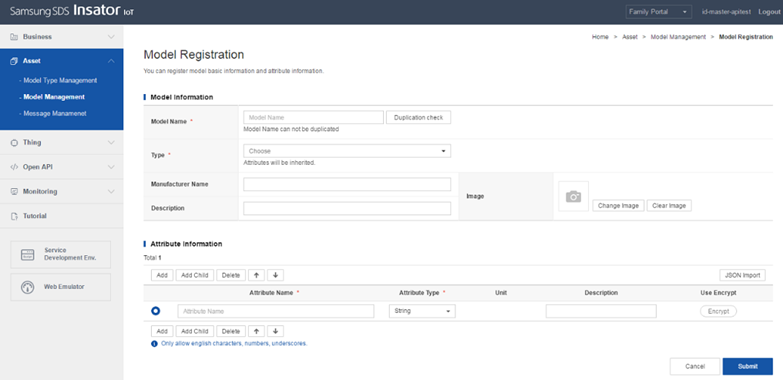 Samsung SDS Insator IoT
Family Portal id-master-apitest Logout
Business
Asset
- Model Type Management
- Model Management
- Message Mamamenet
Thing
Open API
Monitoring
Tutorial
Service
Development Env.
Web Emulator
Home > Asset > Model Management > Model Registration
Model Registration
You can register model basic information and attribute information.
Model Information
Model Name * Model Name Duplication check
Model Name can not be duplicated
Type * Choose
Attributes will be inherited.
Manufacturer Name
Description
Image Change Image Clear Image
Attribute Information
Total 1
Add Add Child Delete JSON Import
Attribute Name * Attribute Type * Unit Description Use Encrypt
Attribute Name String Encrypt
Add Add Child Delete
Only allow english characters, numbers, underscores.
Cancel Submit